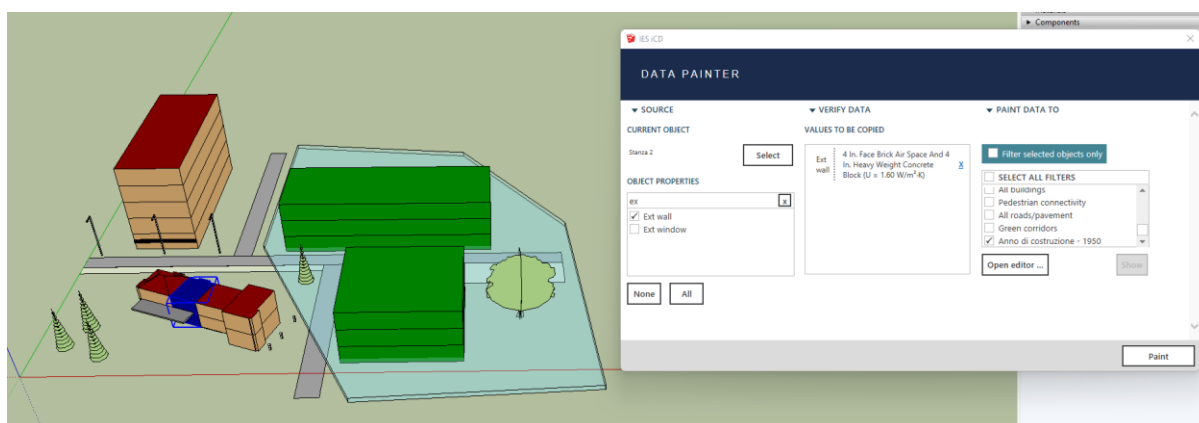 Components
IES iCD
DATA PAINTER
SOURCE
VERIFY DATA
PAINT DATA TO
CURRENT OBJECT
VALUES TO BE COPIED
Stanza 2
Select
Ext wall
4 In. Face Brick Air Space And 4
In. Heavy Weight Concrete
Block (U = 1.60 W/m²·K)
X
Filter selected objects only
SELECT ALL FILTERS
All buildings
Pedestrian connectivity
All roads/pavement
Green corridors
Anno di costruzione - 1950
OBJECT PROPERTIES
ex
x
Ext wall
Ext window
Open editor ...
Show
None
All
Paint